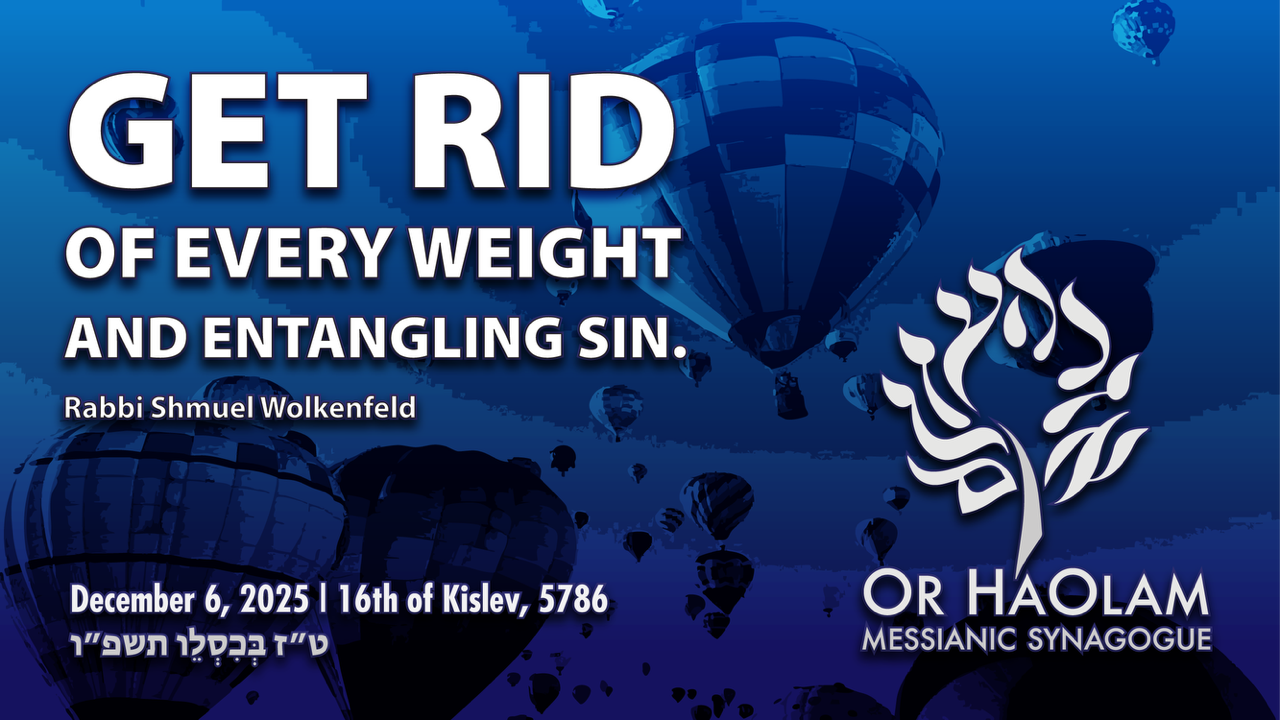 GET RID
OF EVERY WEIGHT
AND ENTANGLING SIN.
Rabbi Shmuel Wolkenfeld
December 6, 2025 | 16th of Kislev, 5786
ט״ז בְּכִסְלֵו תשפ״ו
OR HAOLAM
MESSIANIC SYNAGOGUE